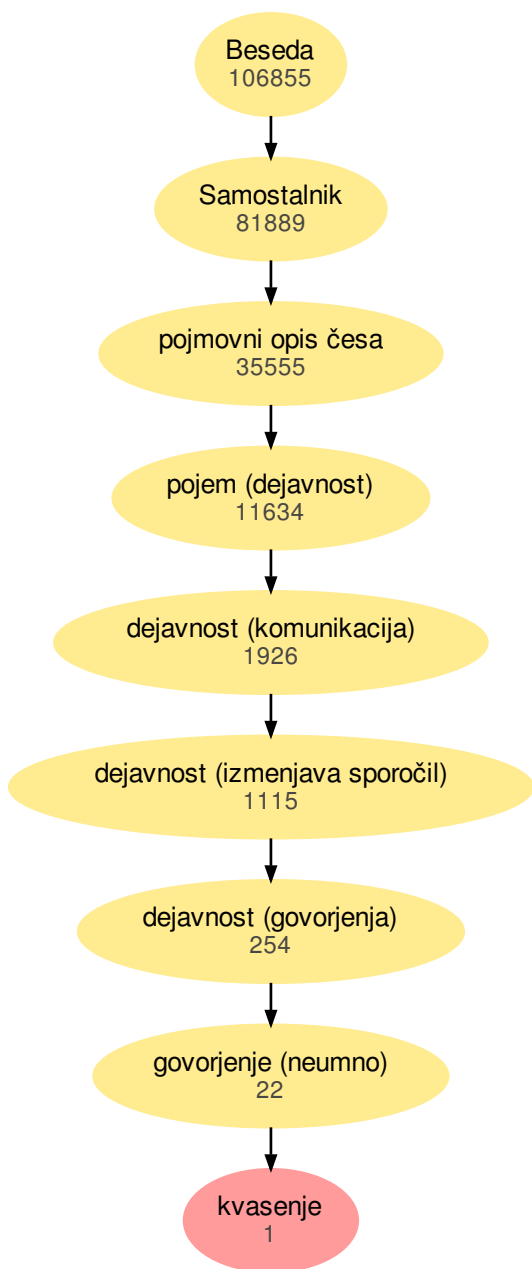 Beseda
106855
Samostalnik
81889
pojmovni opis česa
35555
pojem (dejavnost)
11634
dejavnost (komunikacija)
1926
dejavnost (izmenjava sporočil)
1115
dejavnost (govorjenja)
254
govorjenje (neumno)
22
kvasenje
1